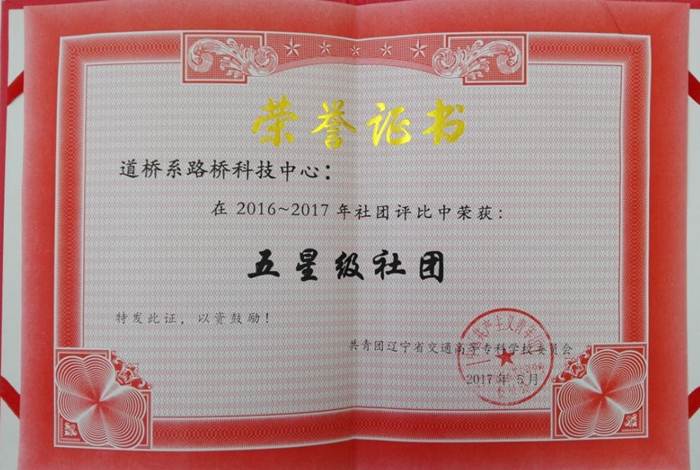 荣誉证书
道桥系路桥科技中心：
在 2016~2017 年社团评比中荣获：
五星级社团
特发此证，以资鼓励！
共青团辽宁省交通高等专科学校委员会
2017 年 5 月